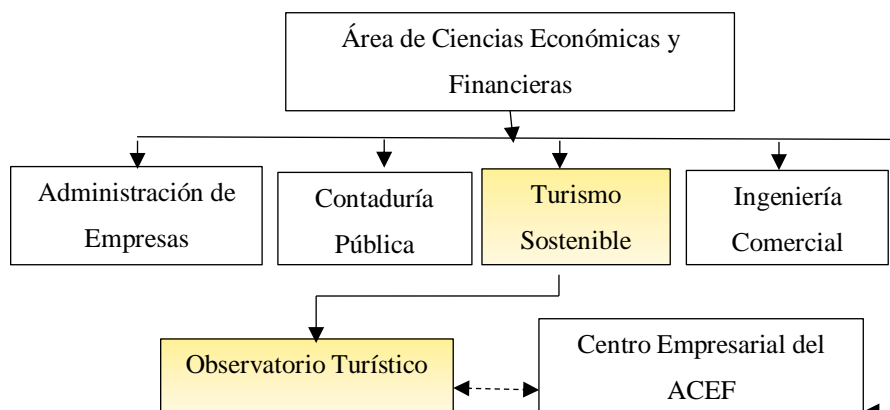 Área de Ciencias Económicas y
Financieras
Administración de
Empresas
Contaduría
Pública
Turismo
Sostenible
Ingeniería
Comercial
Observatorio Turístico
Centro Empresarial del
ACEF